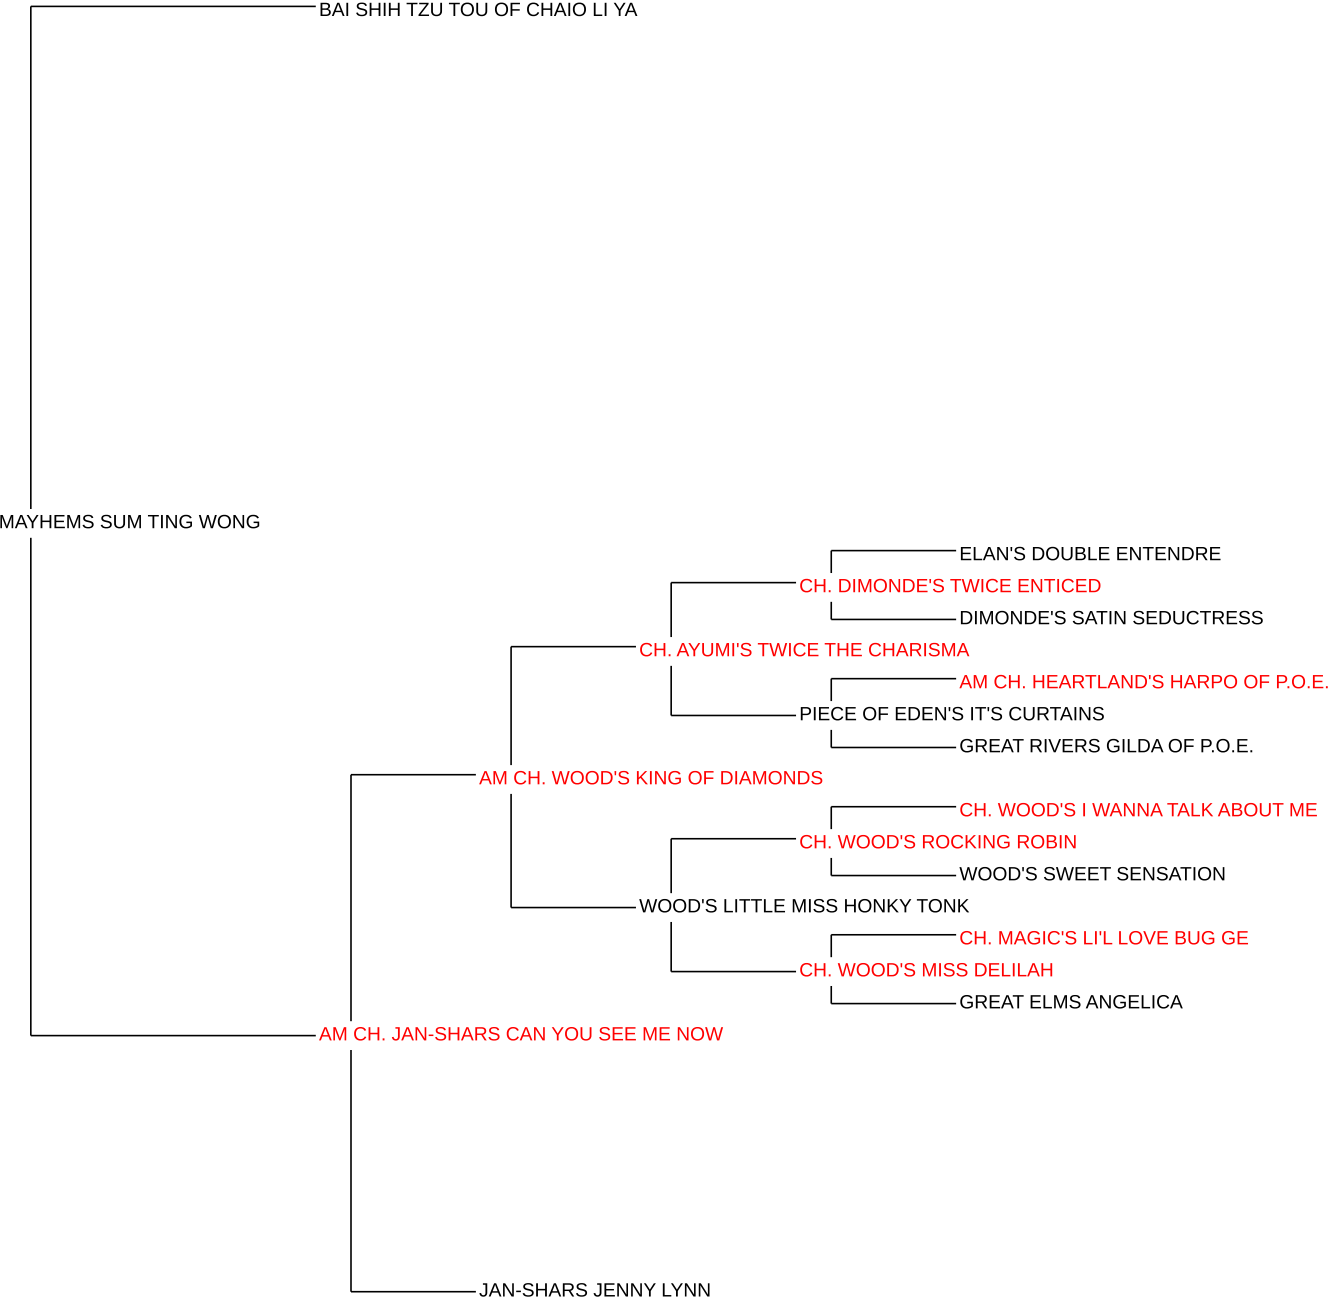 BAI SHIH TZU TOU OF CHAIO LI YA
MAYHEMS SUM TING WONG
ELAN'S DOUBLE ENTENDRE
CH. DIMONDE'S TWICE ENTICED
DIMONDE'S SATIN SEDUCTRESS
CH. AYUMI'S TWICE THE CHARISMA
AM CH. HEARTLAND'S HARPO OF P.O.E.
PIECE OF EDEN'S IT'S CURTAINS
GREAT RIVERS GILDA OF P.O.E.
AM CH. WOOD'S KING OF DIAMONDS
CH. WOOD'S I WANNA TALK ABOUT ME
CH. WOOD'S ROCKING ROBIN
WOOD'S SWEET SENSATION
WOOD'S LITTLE MISS HONKY TONK
CH. MAGIC'S LI'L LOVE BUG GE
CH. WOOD'S MISS DELILAH
GREAT ELMS ANGELICA
AM CH. JAN-SHARS CAN YOU SEE ME NOW
JAN-SHARS JENNY LYNN